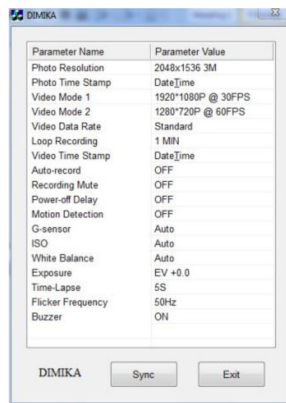 DIMIKA
Parameter Name Parameter Value
Photo Resolution 2048x1536 3M
Photo Time Stamp DateTime
Video Mode 1 1920*1080P @ 30FPS
Video Mode 2 1280*720P @ 60FPS
Video Data Rate Standard
Loop Recording 1 MIN
Video Time Stamp DateTime
Auto-record OFF
Recording Mute OFF
Power-off Delay OFF
Motion Detection OFF
G-sensor Auto
ISO Auto
White Balance Auto
Exposure EV +0.0
Time-Lapse 5S
Flicker Frequency 50Hz
Buzzer ON
DIMIKA Sync Exit